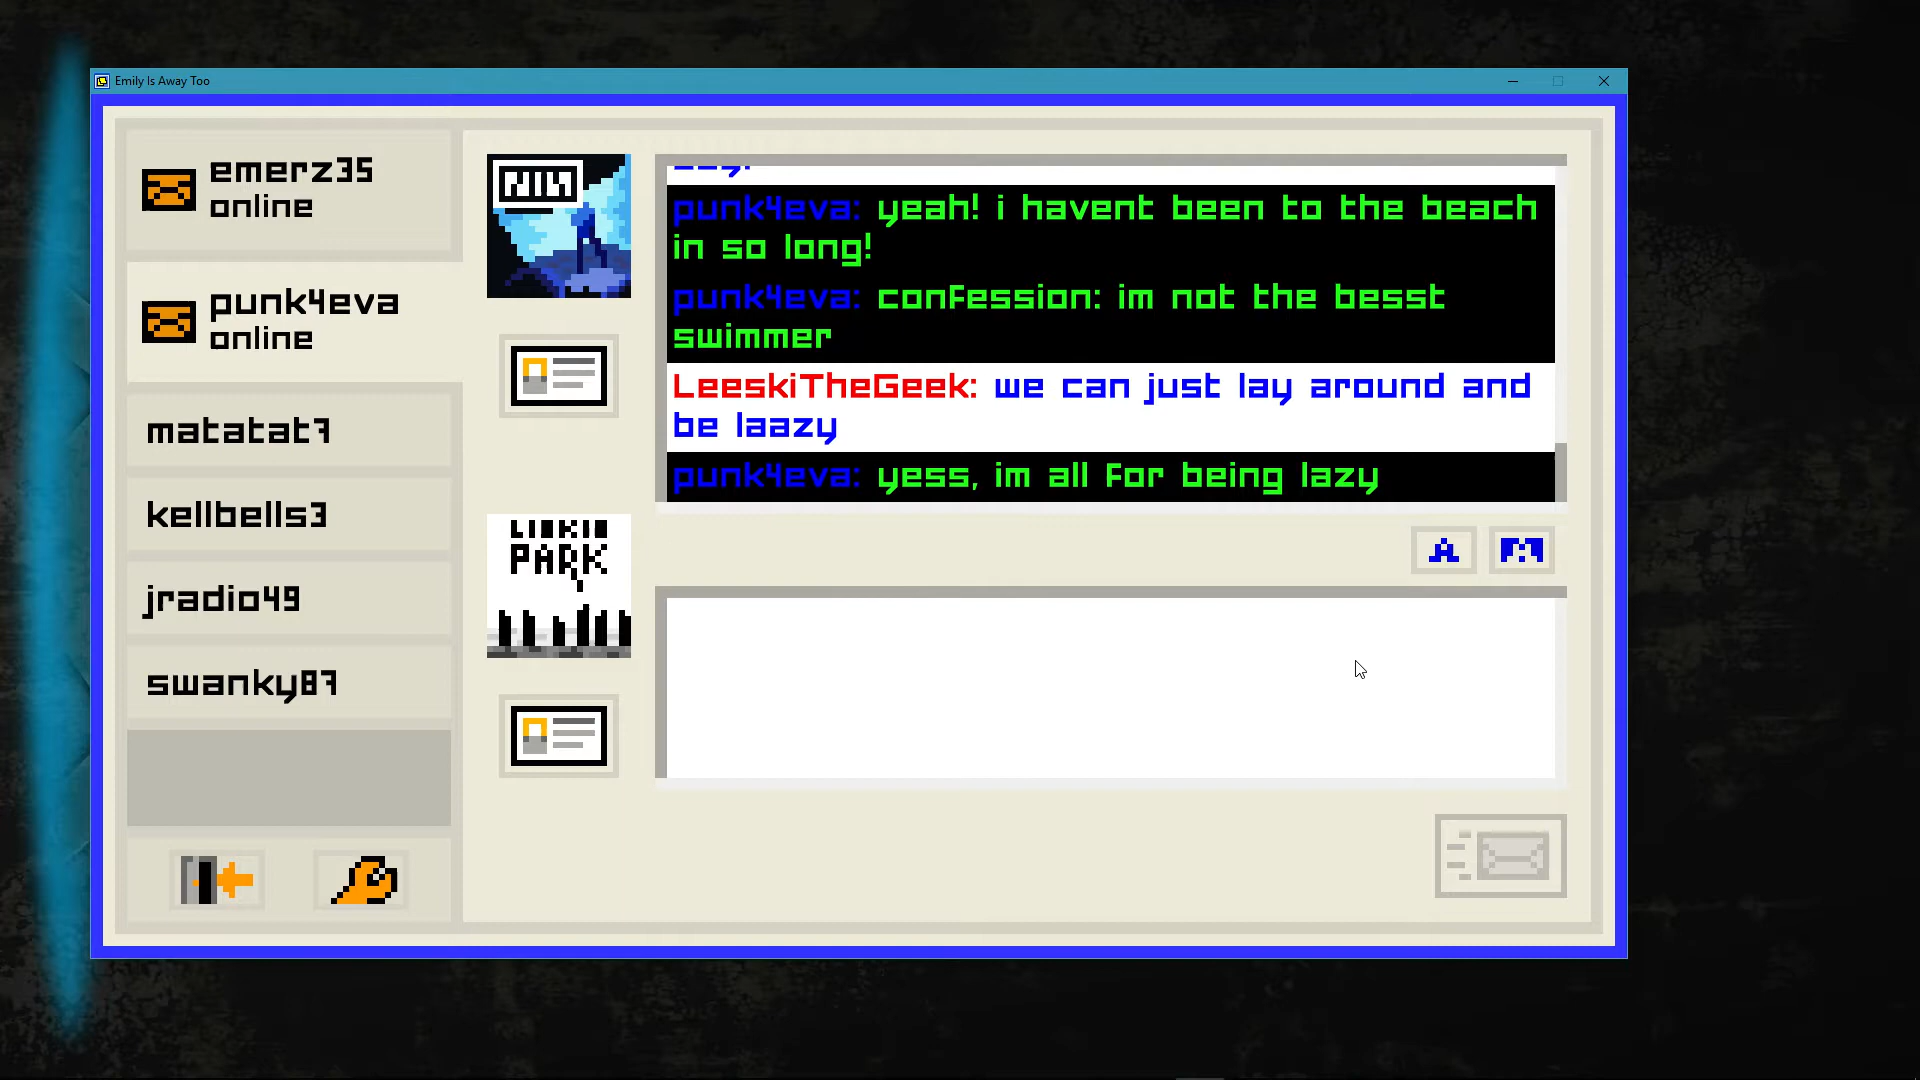 Emily Is Away Too
emerz35
online
punk4eva
online
matatat7
kellbells3
jradio49
swanky87
punk4eva: yeah! i havent been to the beach
in so long!
punk4eva: confession: im not the besst
swimmer
LeeskiTheGeek: we can just lay around and
be laazy
punk4eva: yess, im all for being lazy
LINKIN
PARK
A